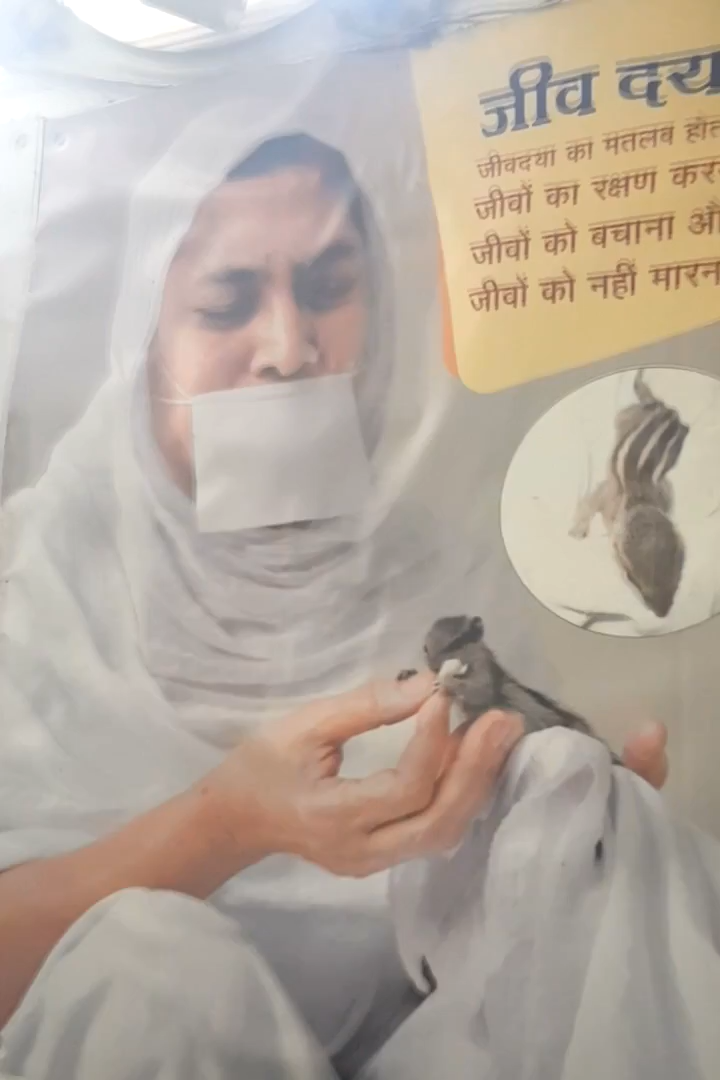 जीव दय
जीवदया का मतलब होत
जीवों का रक्षण कर
जीवों को बचाना औ
जीवों को नहीं मारन